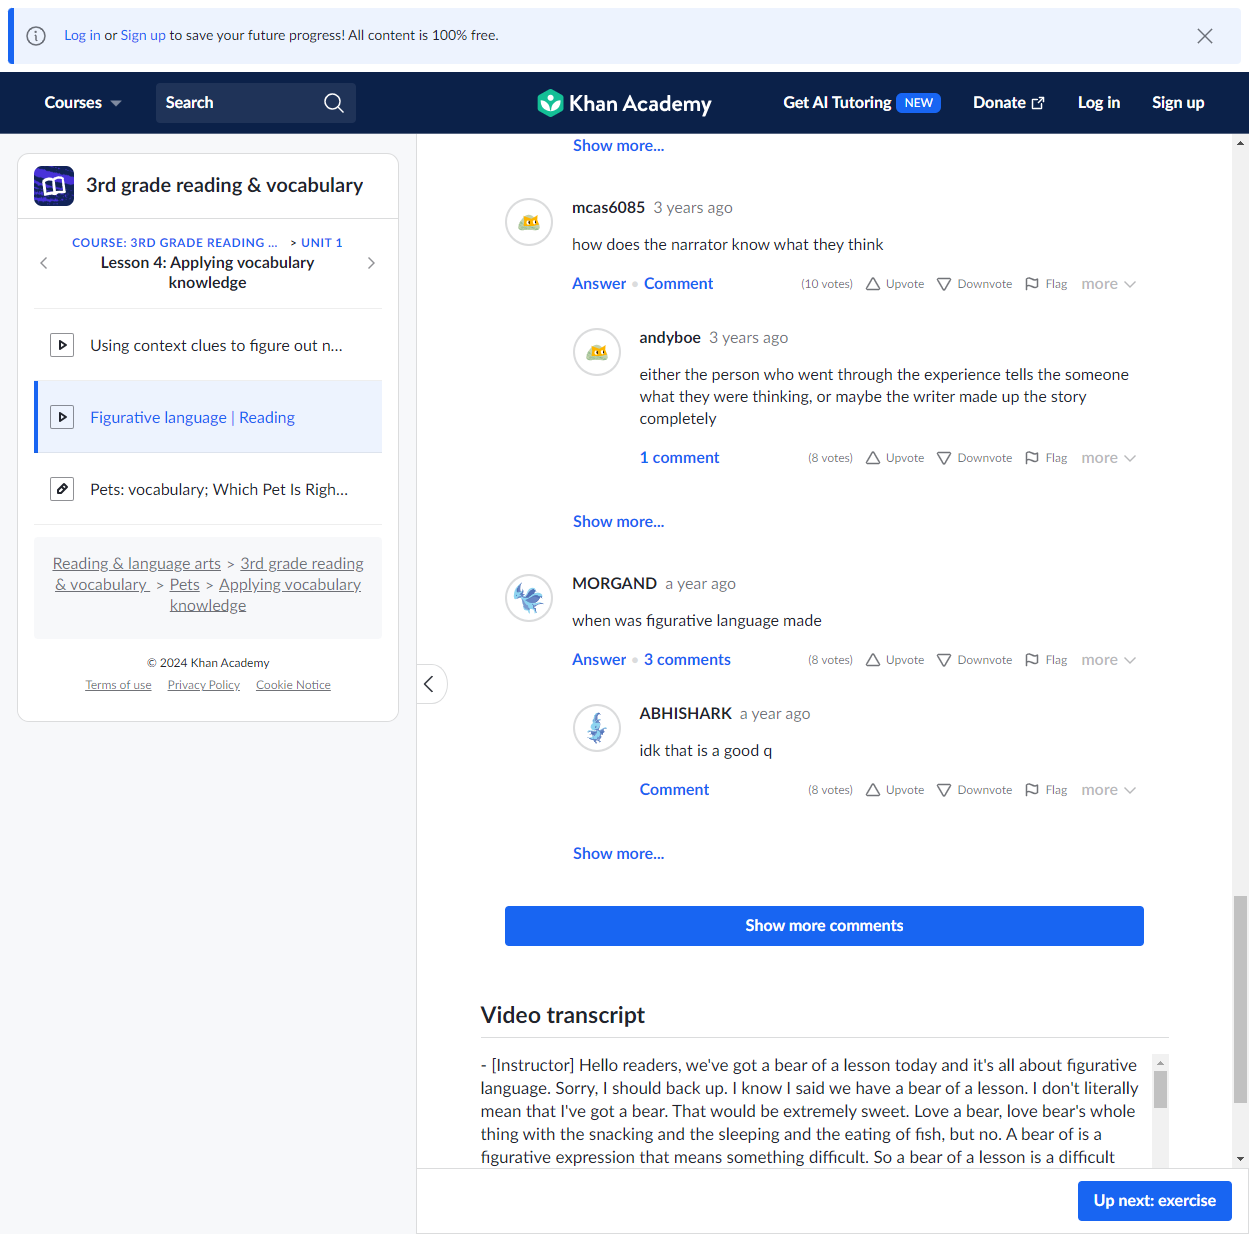 Log in or Sign up to save your future progress! All content is 100% free.
Courses
Search
Khan Academy
Get AI Tutoring NEW
Donate
Log in
Sign up
3rd grade reading & vocabulary
COURSE: 3RD GRADE READING ... > UNIT 1
Lesson 4: Applying vocabulary
knowledge
Using context clues to figure out n...
Figurative language | Reading
Pets: vocabulary; Which Pet Is Righ...
Reading & language arts > 3rd grade reading
& vocabulary > Pets > Applying vocabulary
knowledge
© 2024 Khan Academy
Terms of use Privacy Policy Cookie Notice
Show more...
mcas6085 3 years ago
how does the narrator know what they think
Answer • Comment (10 votes) Upvote Downvote Flag more
andyboe 3 years ago
either the person who went through the experience tells the someone
what they were thinking, or maybe the writer made up the story
completely
1 comment (8 votes) Upvote Downvote Flag more
Show more...
MORGAND a year ago
when was figurative language made
Answer • 3 comments (8 votes) Upvote Downvote Flag more
ABHISHARK a year ago
idk that is a good q
Comment (8 votes) Upvote Downvote Flag more
Show more...
Show more comments
Video transcript
- [Instructor] Hello readers, we've got a bear of a lesson today and it's all about figurative
language. Sorry, I should back up. I know I said we have a bear of a lesson. I don't literally
mean that I've got a bear. That would be extremely sweet. Love a bear, love bear's whole
thing with the snacking and the sleeping and the eating of fish, but no. A bear of is a
figurative expression that means something difficult. So a bear of a lesson is a difficult
Up next: exercise